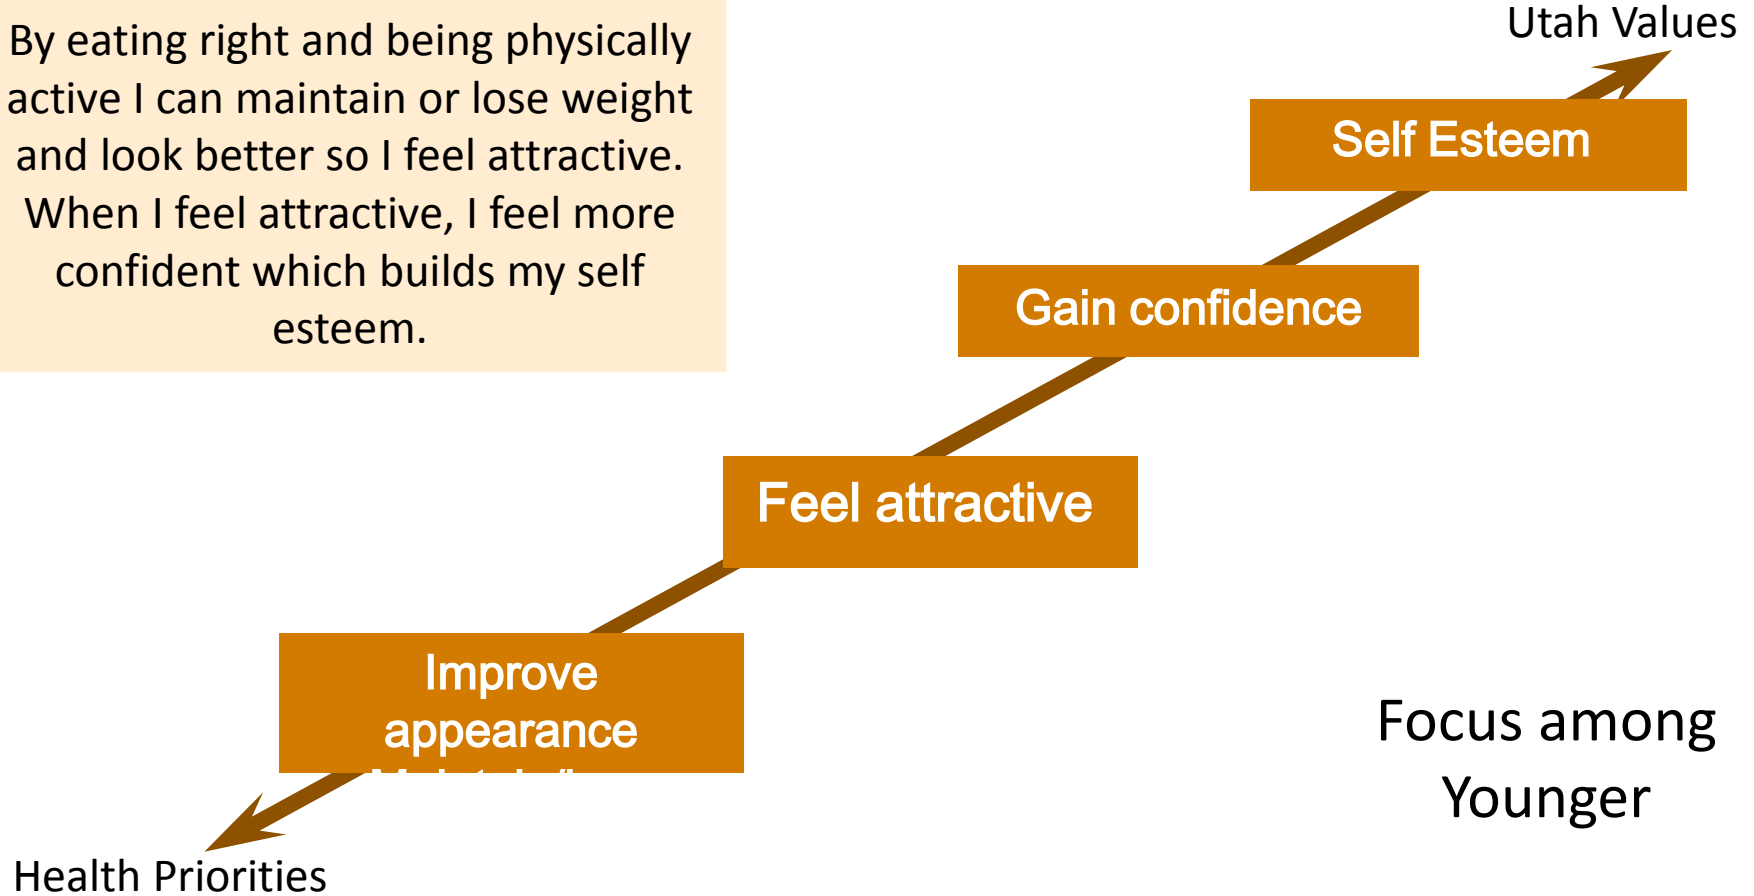 By eating right and being physically
active I can maintain or lose weight
and look better so I feel attractive.
When I feel attractive, I feel more
confident which builds my self
esteem.
Utah Values
Self Esteem
Gain confidence
Feel attractive
Improve
appearance
Focus among
Younger
Health Priorities